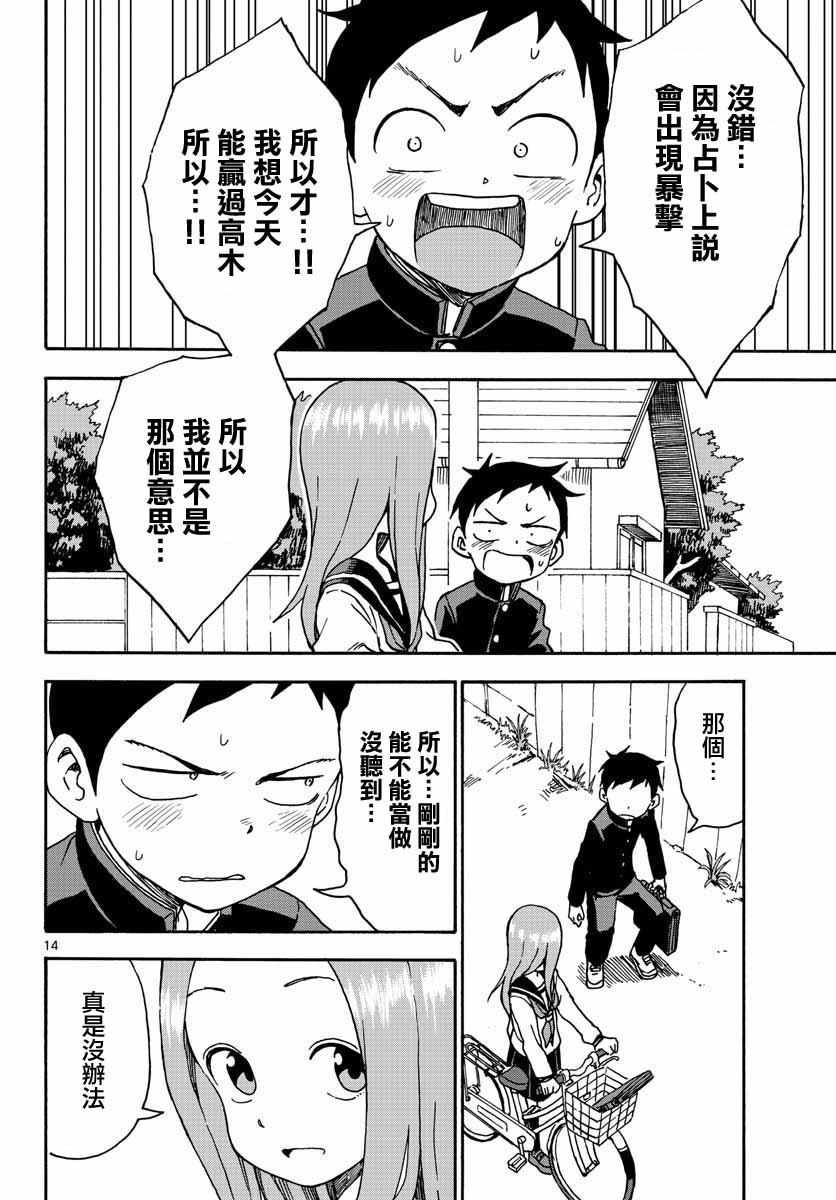 沒錯…
因為占卜上說
會出現暴擊
所以才…!!
我想今天
能贏過高木
所以…!!
所以
我並不是
那個意思…
那個…
所以…剛剛的
能不能當做
沒聽到…
真是沒辦法
14